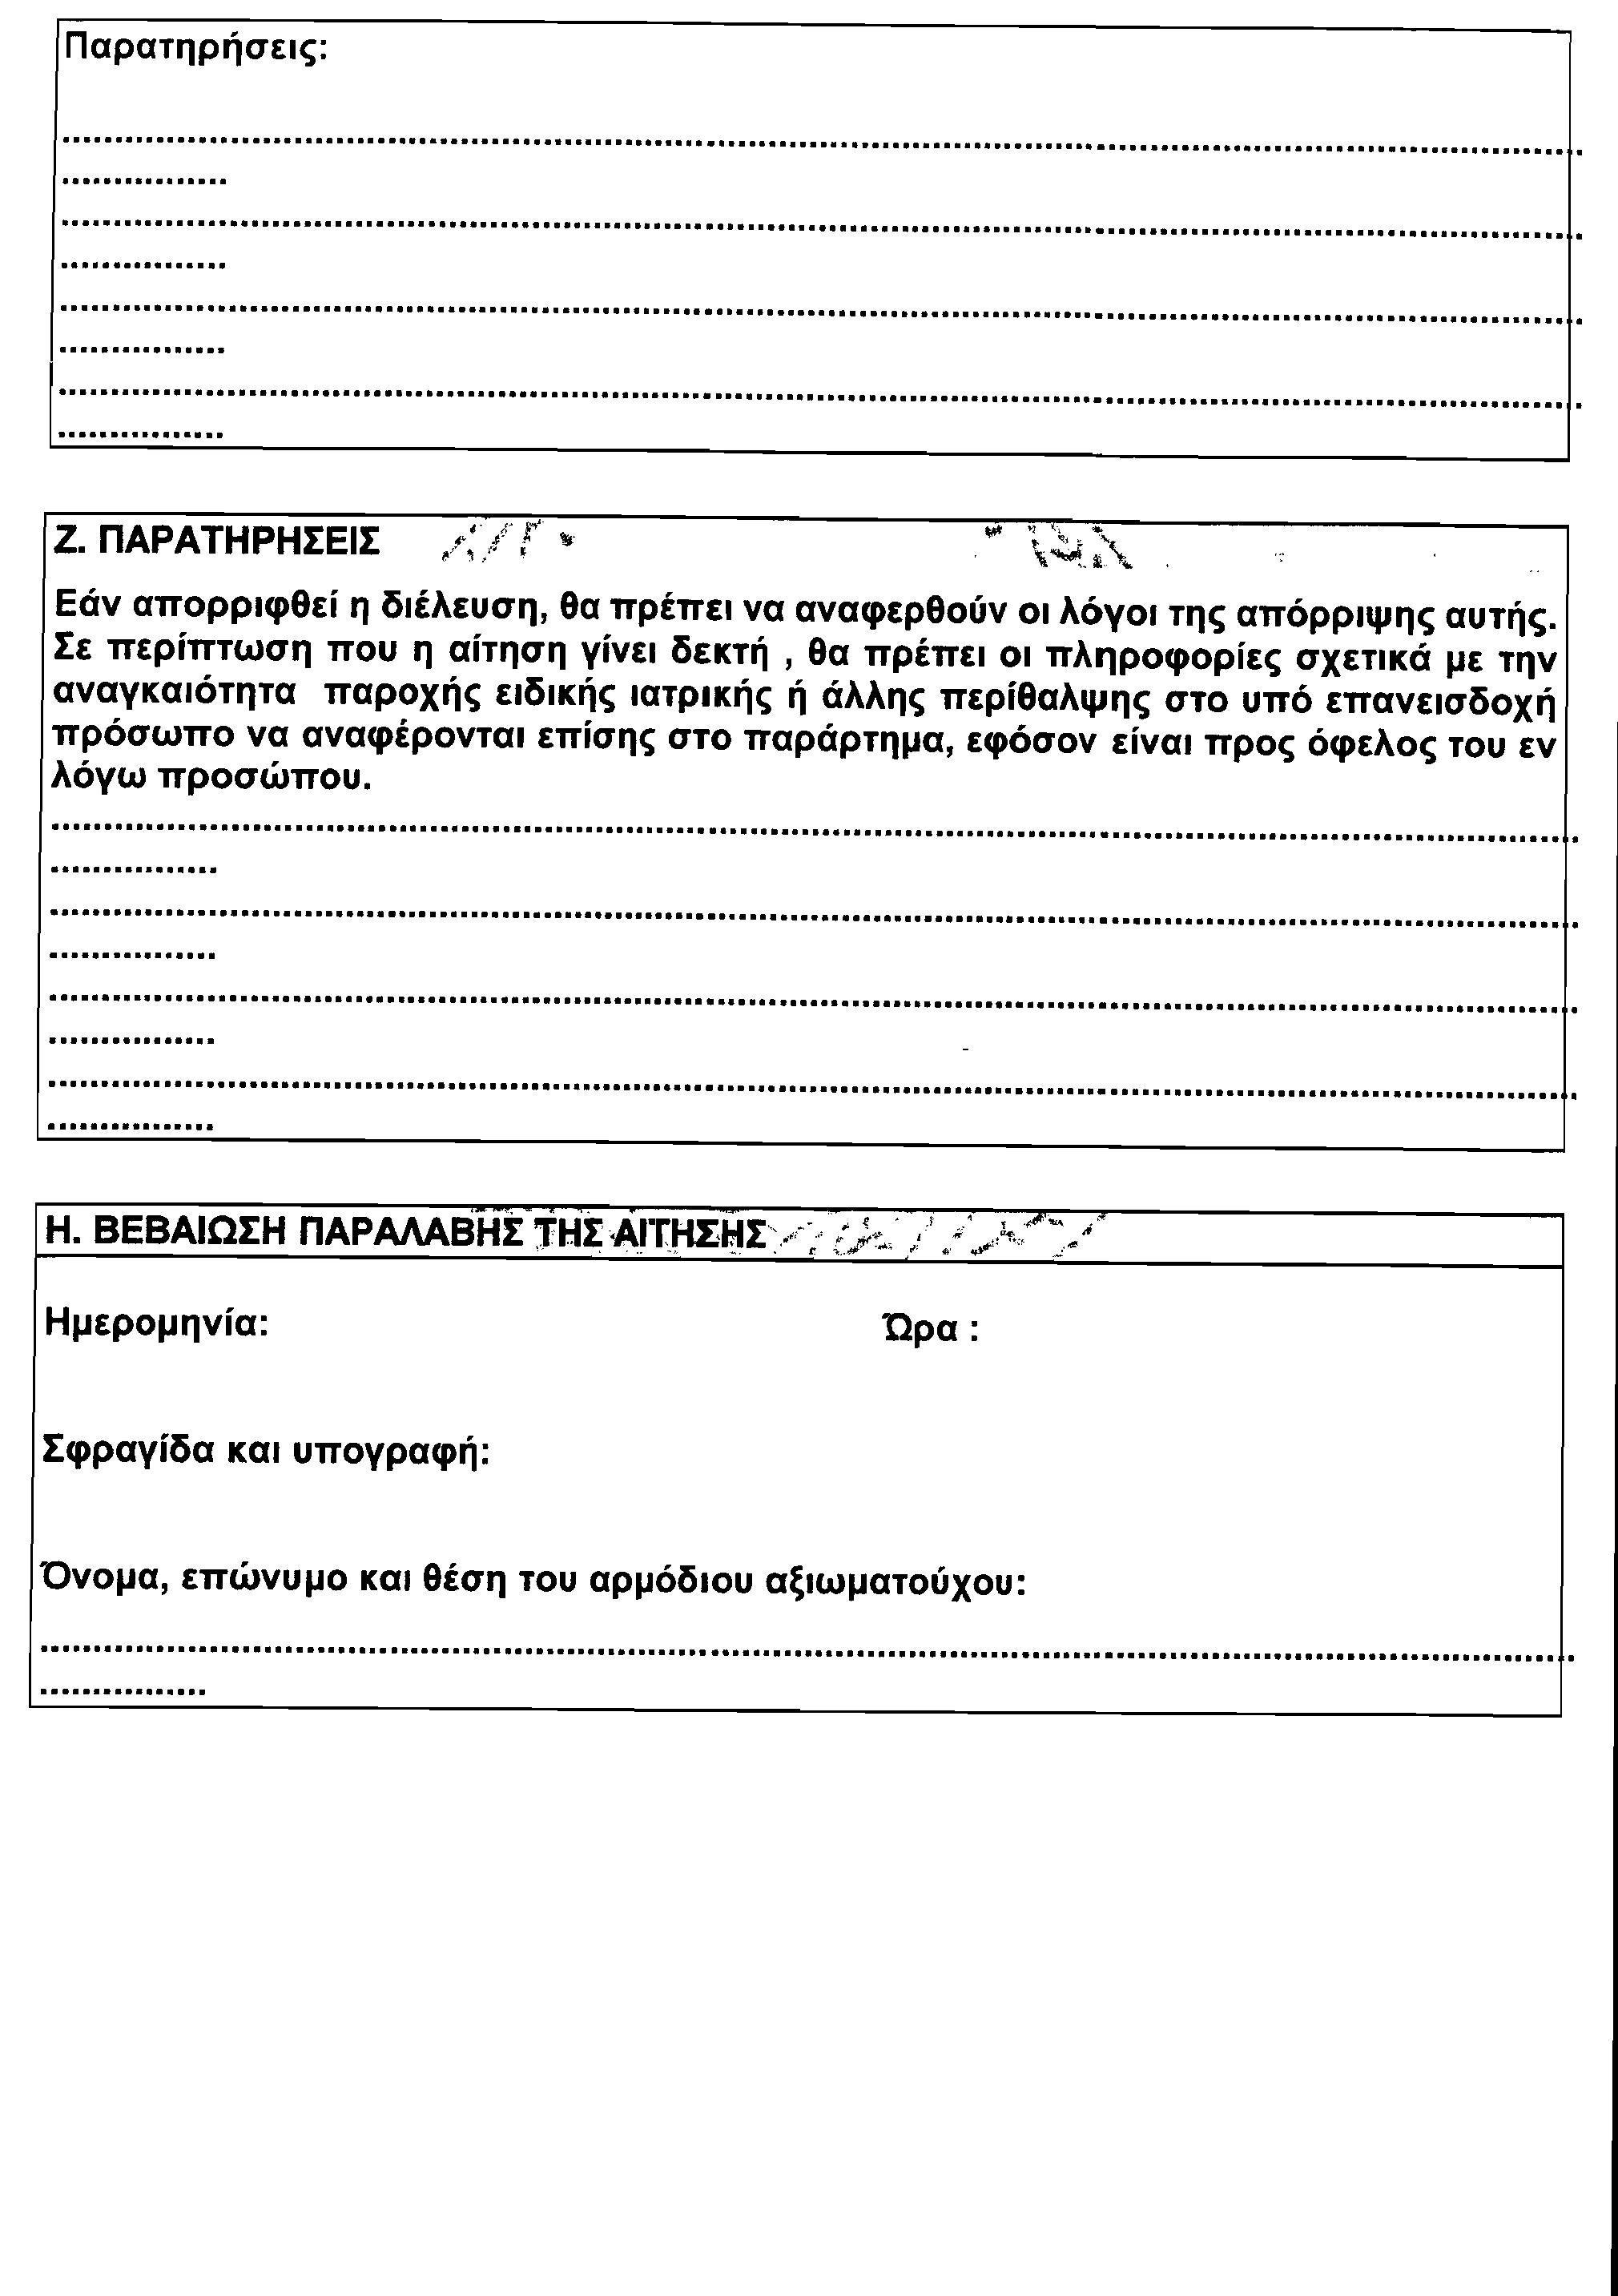 Παρατηρήσεις:
................................................................................
................
................................................................................
................
................................................................................
................
................................................................................
................
Ζ. ΠΑΡΑΤΗΡΗΣΕΙΣ
Εάν απορριφθεί η διέλευση, θα πρέπει να αναφερθούν οι λόγοι της απόρριψης αυτής.
Σε περίπτωση που η αίτηση γίνει δεκτή , θα πρέπει οι πληροφορίες σχετικά με την
αναγκαιότητα παροχής ειδικής ιατρικής ή άλλης περίθαλψης στο υπό επανεισδοχή
πρόσωπο να αναφέρονται επίσης στο παράρτημα, εφόσον είναι προς όφελος του εν
λόγω προσώπου.
................................................................................
................
................................................................................
................
................................................................................
................
................................................................................
................
Η. ΒΕΒΑΙΩΣΗ ΠΑΡΑΛΑΒΗΣ ΤΗΣ ΑΙΤΗΣΗΣ
Ημερομηνία: Ώρα :
Σφραγίδα και υπογραφή:
Όνομα, επώνυμο και θέση του αρμόδιου αξιωματούχου:
................................................................................
................